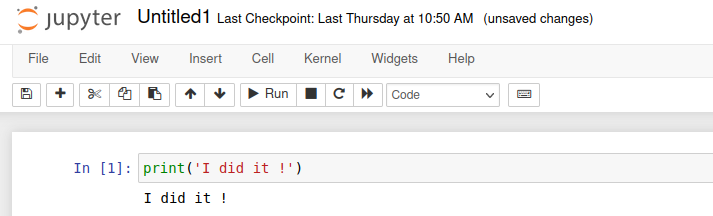 jupyter Untitled1 Last Checkpoint: Last Thursday at 10:50 AM (unsaved changes)
File Edit View Insert Cell Kernel Widgets Help
Run Code
In [1]: print('I did it !')
I did it !